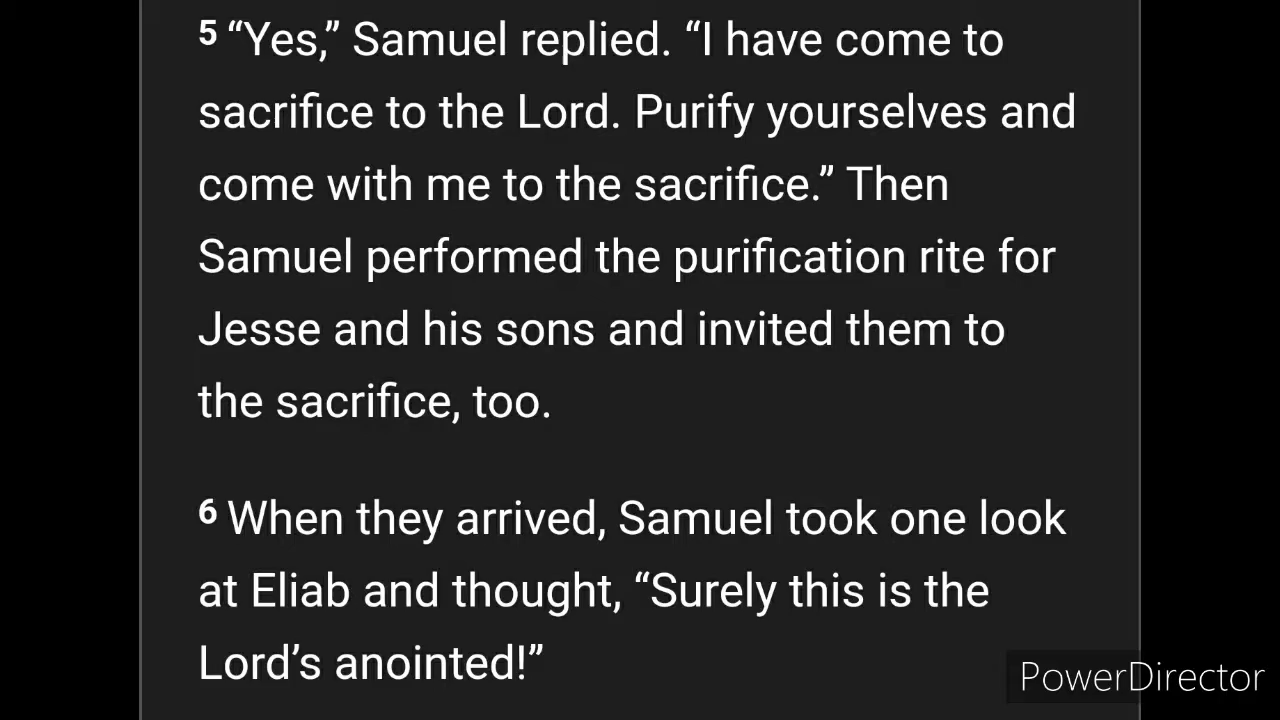 5 “Yes,” Samuel replied. “I have come to
sacrifice to the Lord. Purify yourselves and
come with me to the sacrifice.” Then
Samuel performed the purification rite for
Jesse and his sons and invited them to
the sacrifice, too.
6 When they arrived, Samuel took one look
at Eliab and thought, “Surely this is the
Lord’s anointed!”
PowerDirector